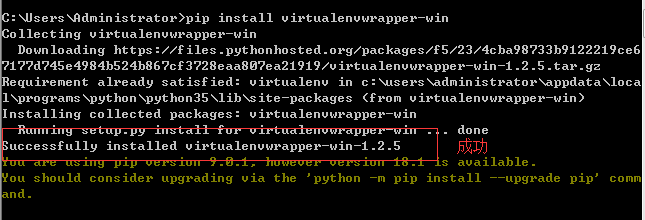 C:\Users\Administrator>pip install virtualenvwrapper-win
Collecting virtualenvwrapper-win
  Downloading https://files.pythonhosted.org/packages/f5/23/4cba98733b9122219ce6
7177d745e4984b524b867cf3728eaa807ea21919/virtualenvwrapper-win-1.2.5.tar.gz
Requirement already satisfied: virtualenv in c:\users\administrator\appdata\loca
l\programs\python\python35\lib\site-packages (from virtualenvwrapper-win)
Installing collected packages: virtualenvwrapper-win
  Running setup.py install for virtualenvwrapper-win ... done
Successfully installed virtualenvwrapper-win-1.2.5 成功
You are using pip version 9.0.1, however version 18.1 is available.
You should consider upgrading via the 'python -m pip install --upgrade pip' comm
and.